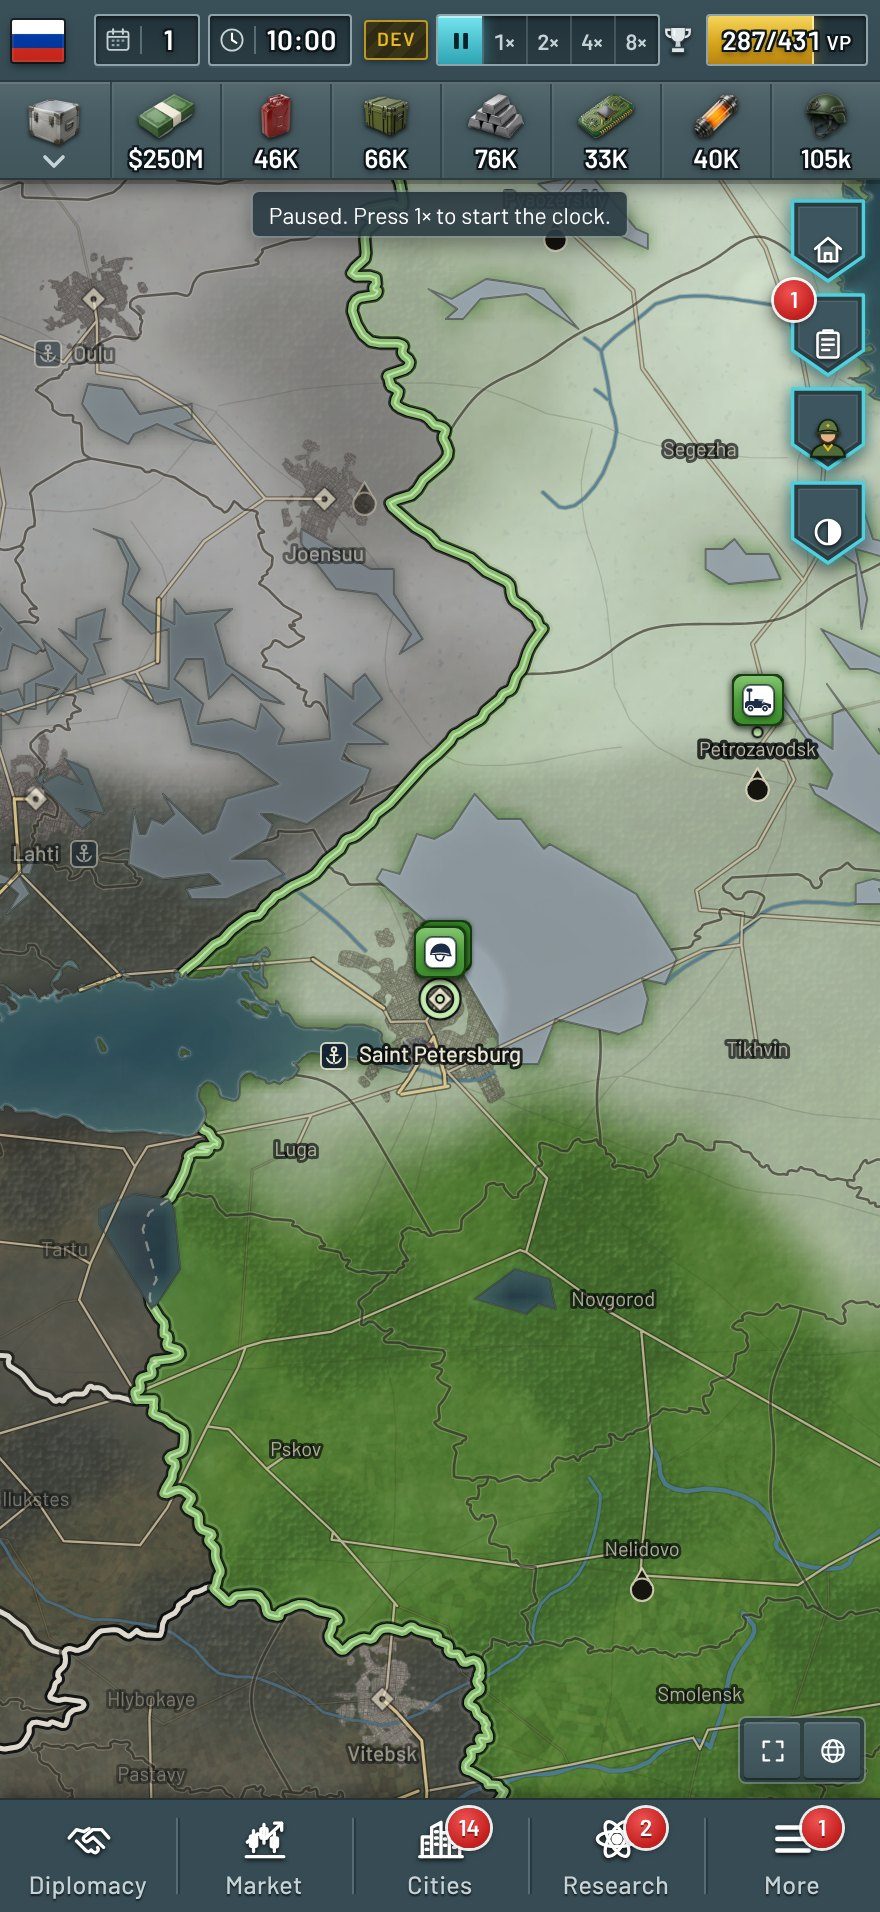 1
10:00
DEV
1×
2×
4×
8×
287/431 VP
$250M
46K
66K
76K
33K
40K
105k
Paused. Press 1× to start the clock.
1
Oulu
Segezha
Joensuu
Petrozavodsk
Lahti
Saint Petersburg
Tikhvin
Luga
Tartu
Novgorod
Pskov
Ilukstes
Nelidovo
Hlybokaye
Smolensk
Vitebsk
Pastavy
Diplomacy
Market
14
Cities
2
Research
1
More